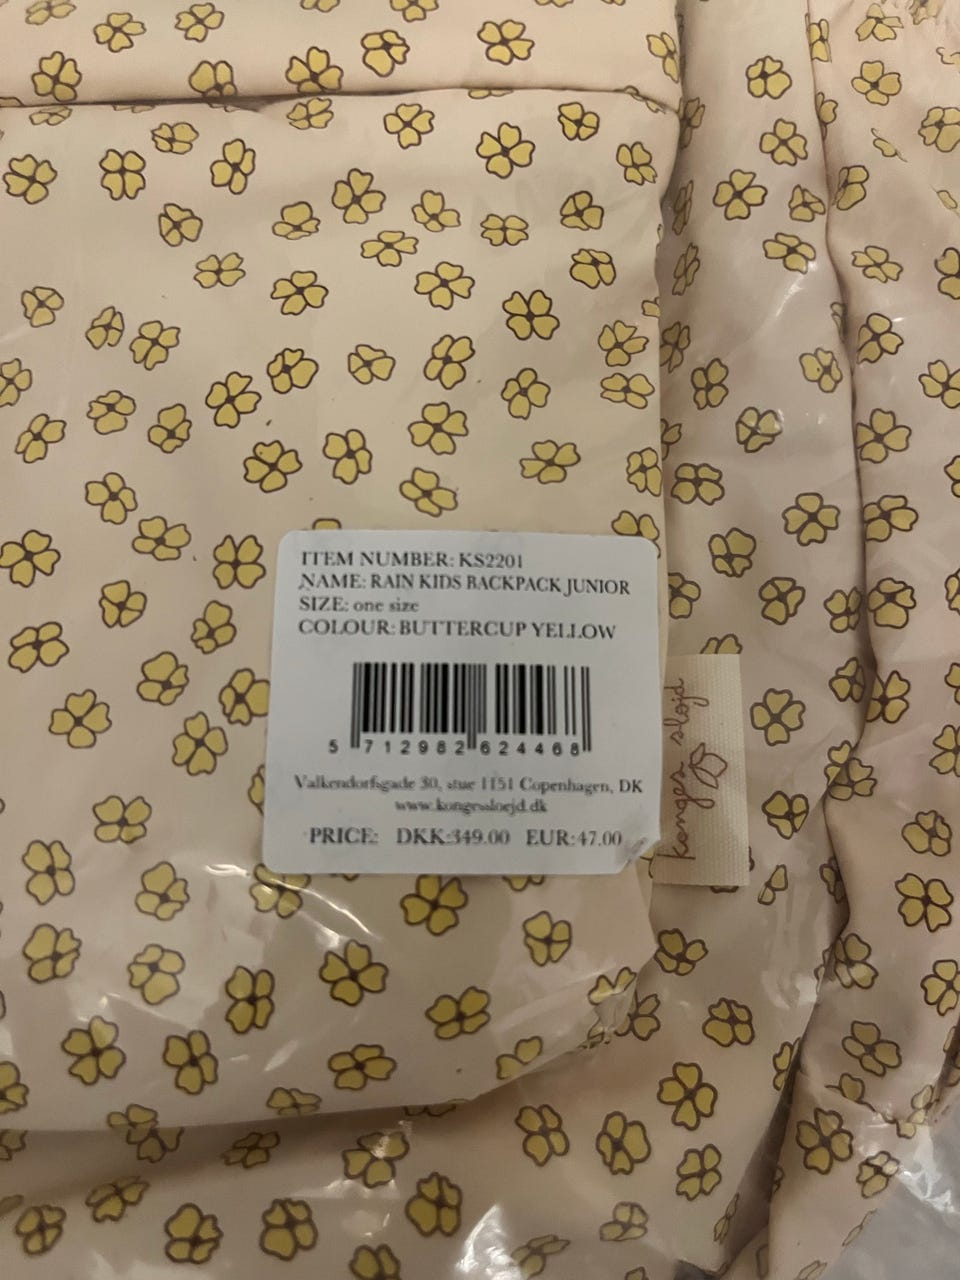 ITEM NUMBER: KS2201
NAME: RAIN KIDS BACKPACK JUNIOR
SIZE: one size
COLOUR: BUTTERCUP YELLOW
5 712982 624468
Valkendorfsgade 30, stue 1151 Copenhagen, DK
www.kongessloejd.dk
PRICE: DKK:349.00 EUR:47.00
konges sløjd